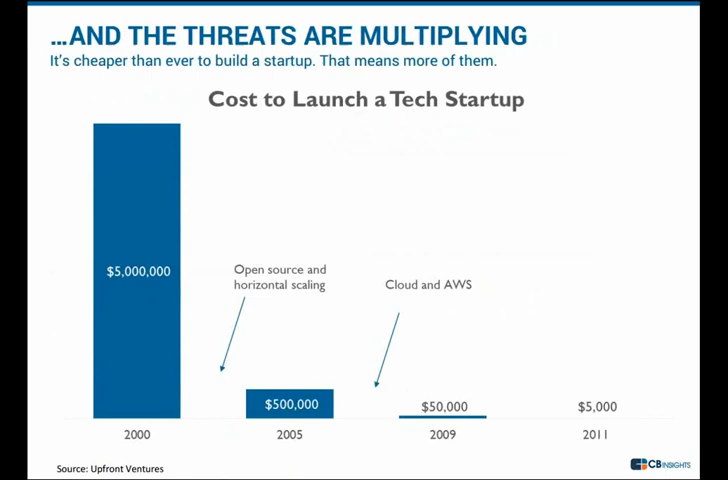 ...AND THE THREATS ARE MULTIPLYING
It's cheaper than ever to build a startup. That means more of them.
Cost to Launch a Tech Startup
$5,000,000
Open source and
horizontal scaling
Cloud and AWS
$500,000
$50,000
$5,000
2000
2005
2009
2011
Source: Upfront Ventures
CBINSIGHTS